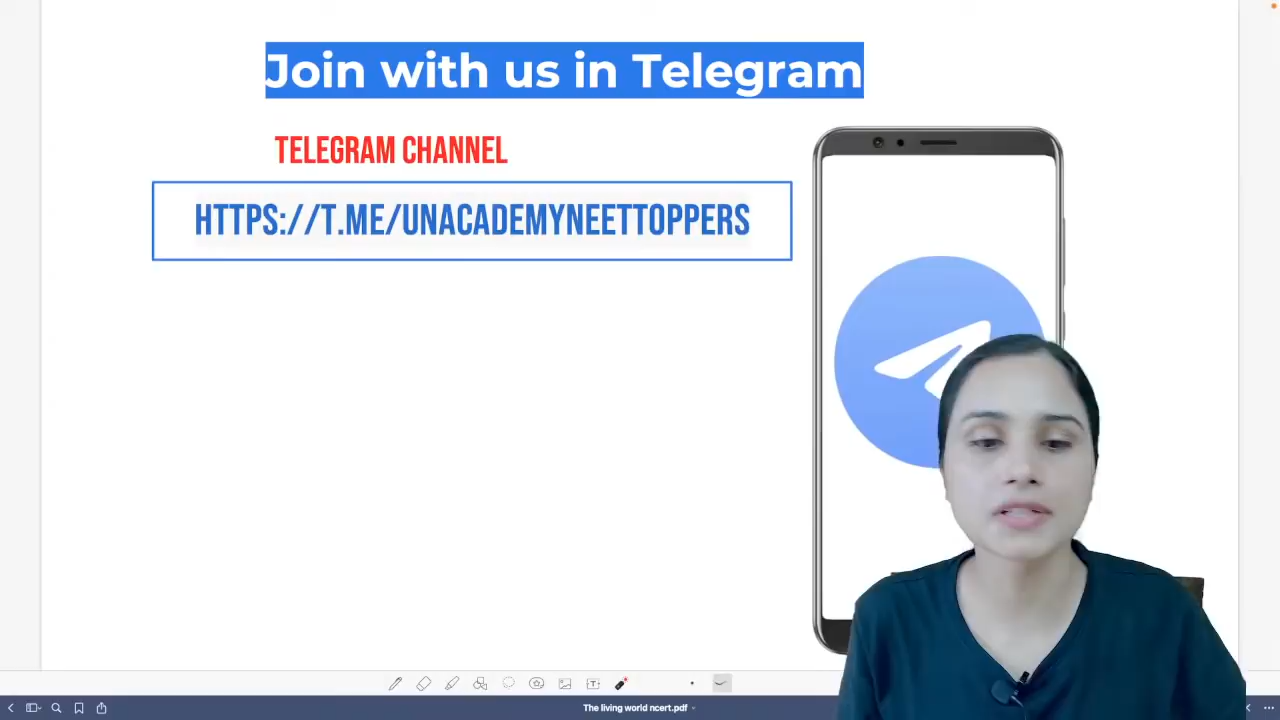 Join with us in Telegram
TELEGRAM CHANNEL
HTTPS://T.ME/UNACADEMYNEETTOPPERS
The living world ncert.pdf